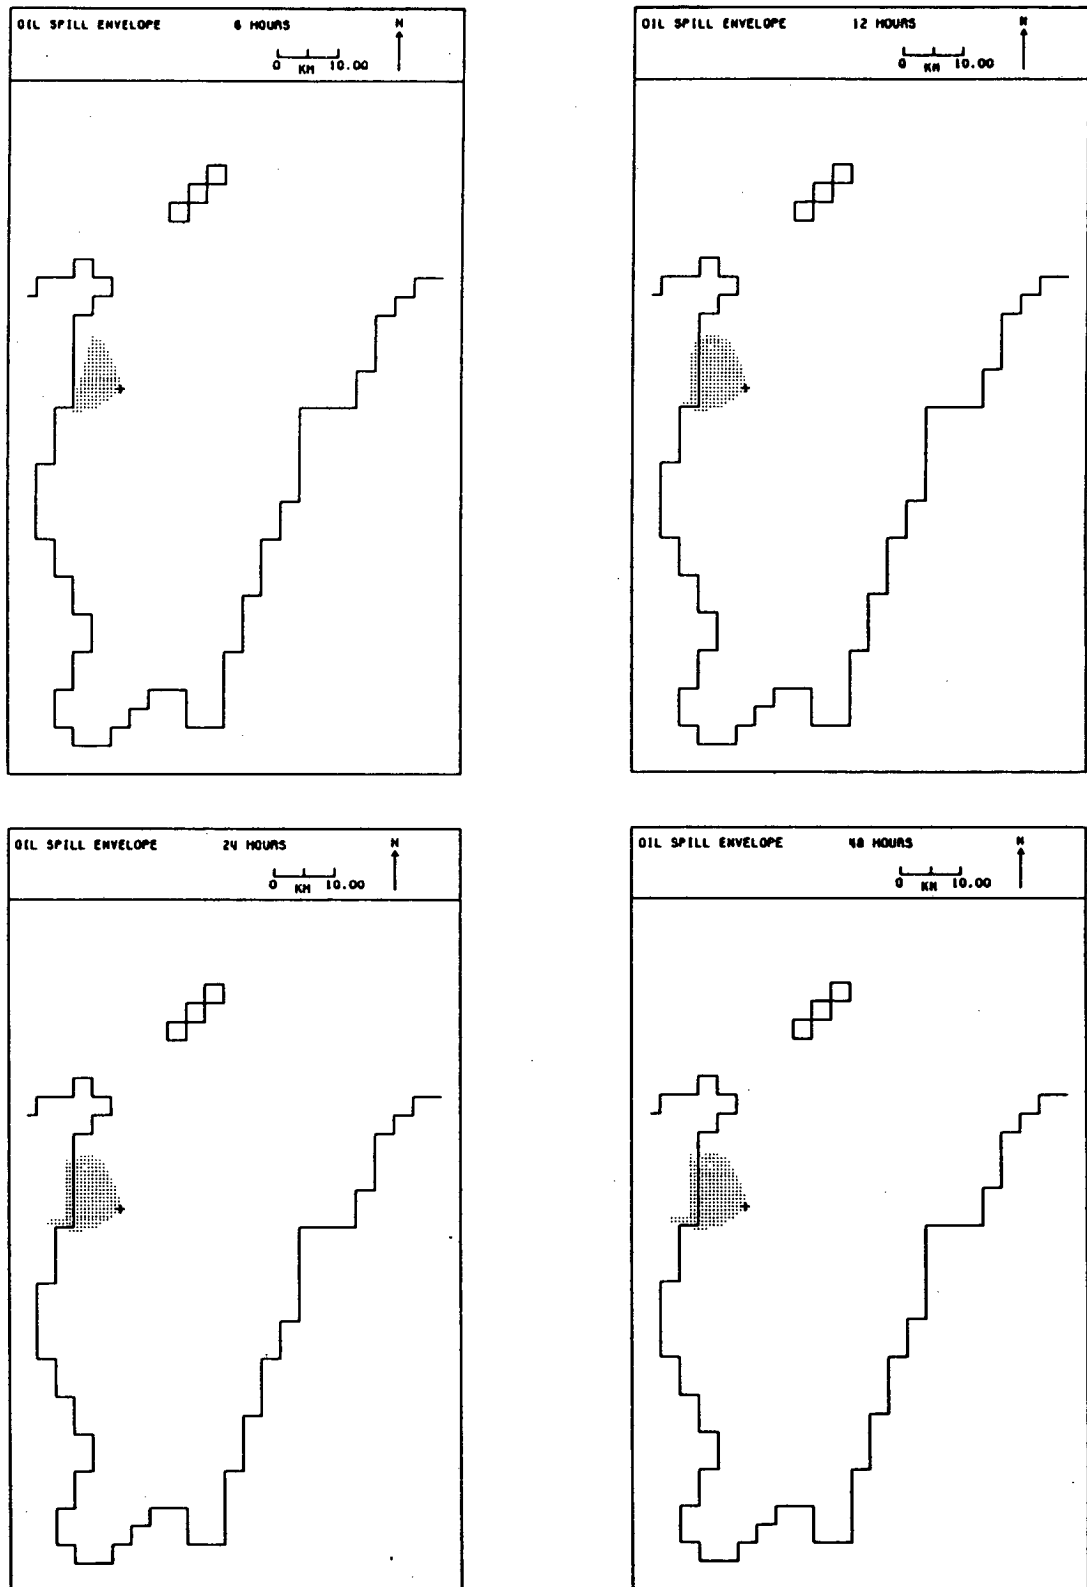 OIL SPILL ENVELOPE 6 HOURS N
0 KM 10.00
OIL SPILL ENVELOPE 12 HOURS N
0 KM 10.00
OIL SPILL ENVELOPE 24 HOURS N
0 KM 10.00
OIL SPILL ENVELOPE 48 HOURS N
0 KM 10.00